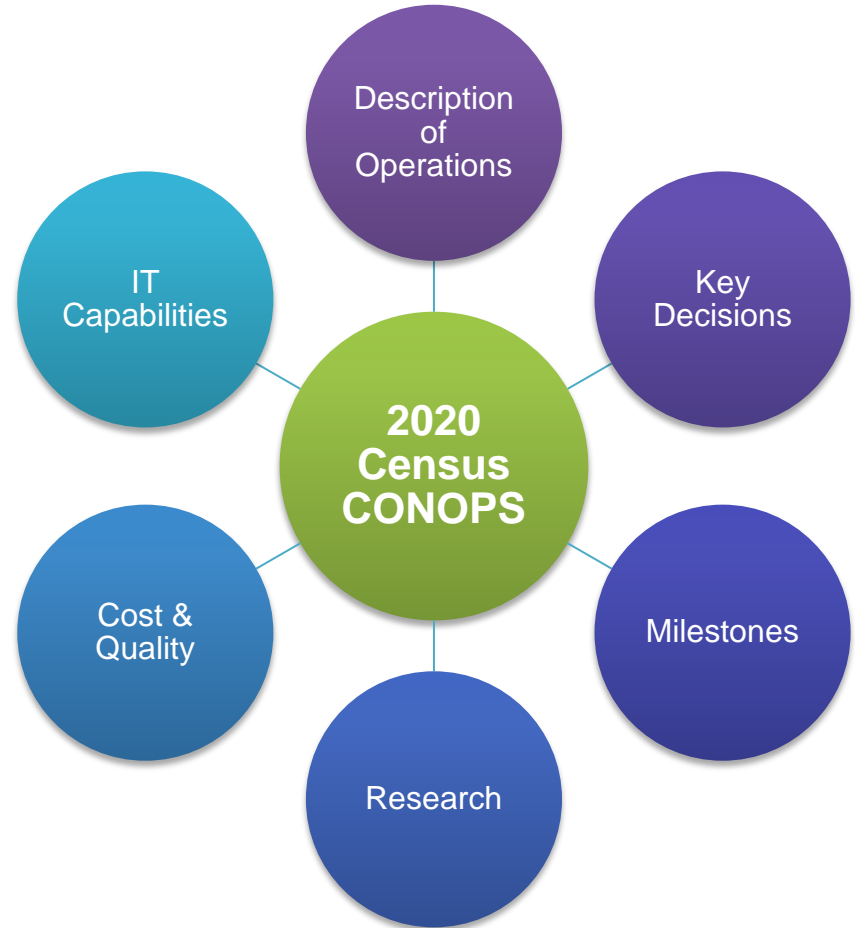 Description
of
Operations
IT
Capabilities
Key
Decisions
2020
Census
CONOPS
Cost &
Quality
Milestones
Research